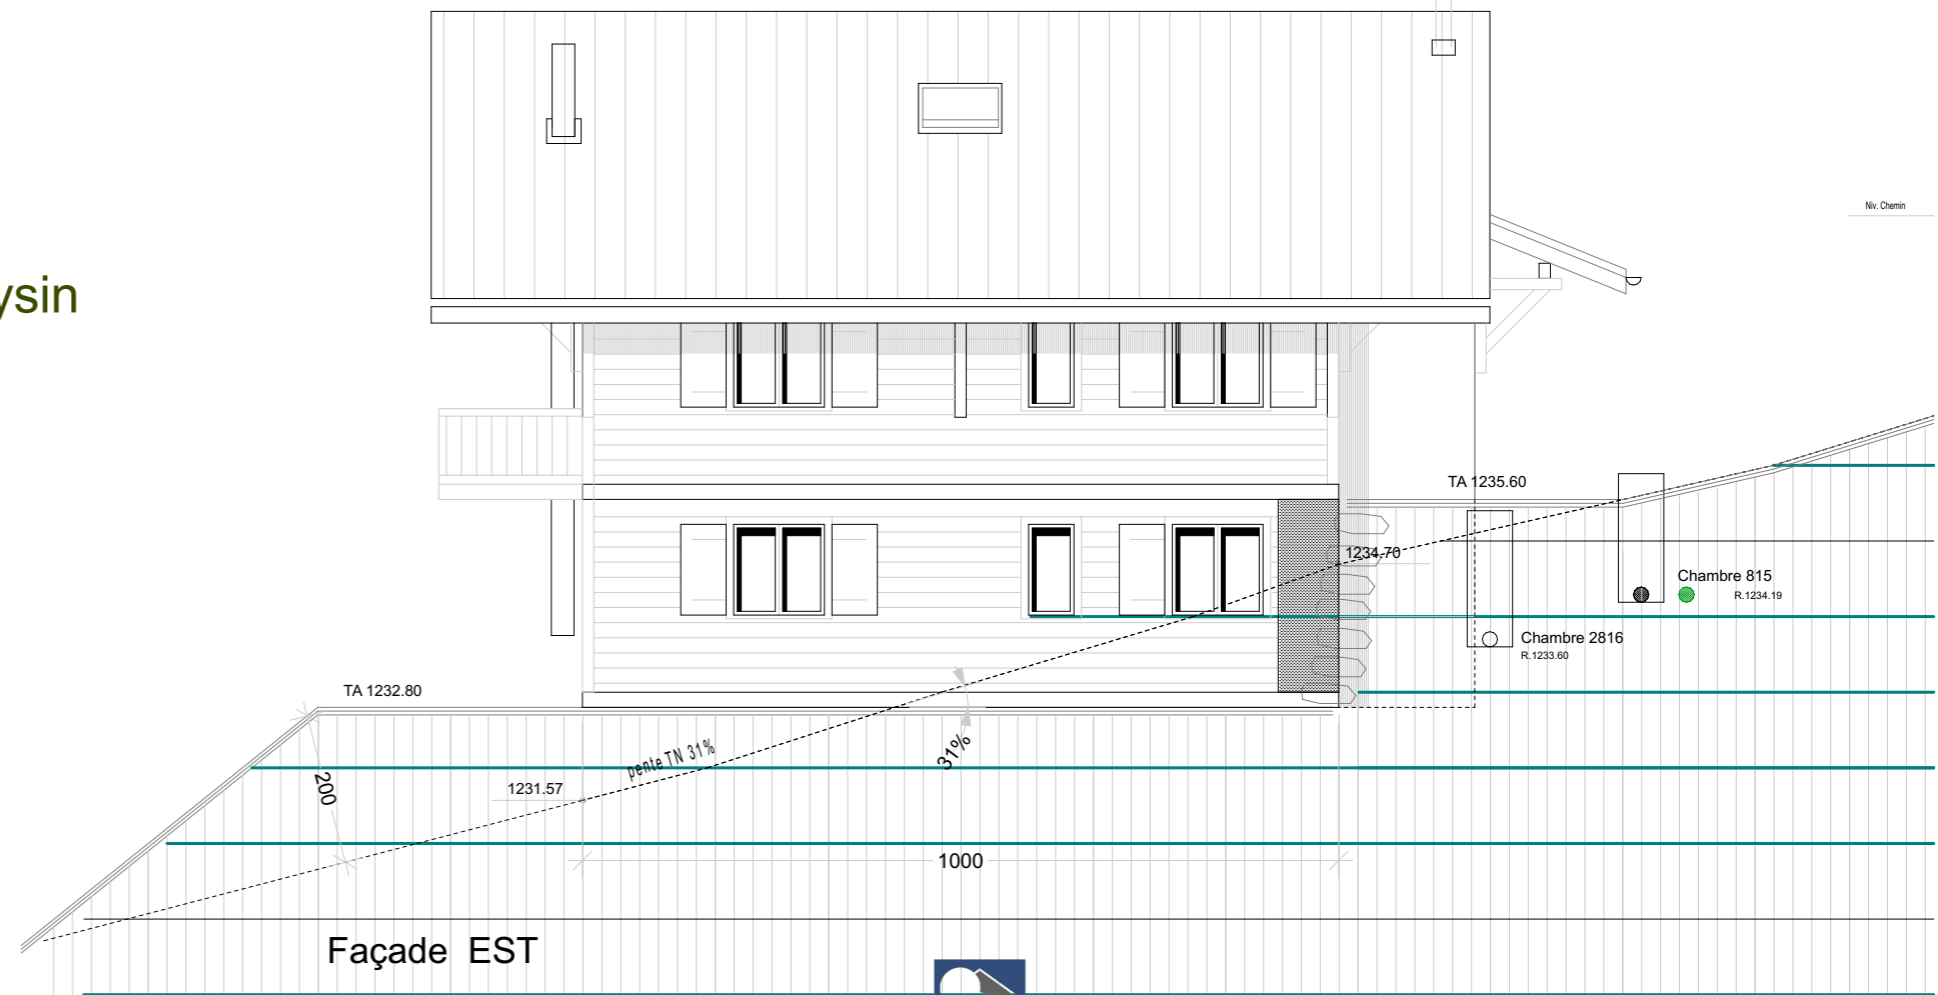 Niv. Chemin
ysin
TA 1235.60
1234.70
Chambre 815
R.1234.19
Chambre 2816
R.1233.60
TA 1232.80
pente TN 31%
31%
200
1231.57
1000
Façade EST